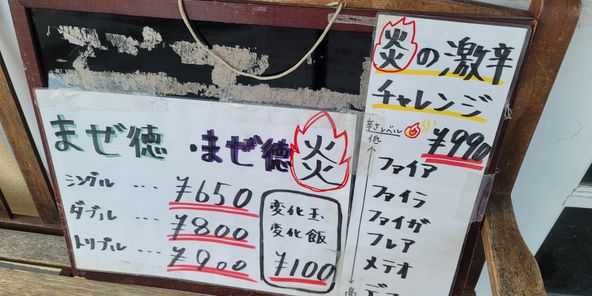 まぜ徳・まぜ徳炎
シングル … ¥650
ダブル … ¥800
トリプル … ¥900
変化玉
変化飯
¥100
炎の激辛
チャレンジ
辛さレベル
¥990
低
ファイア
ファイラ
ファイガ
フレア
メテオ
高